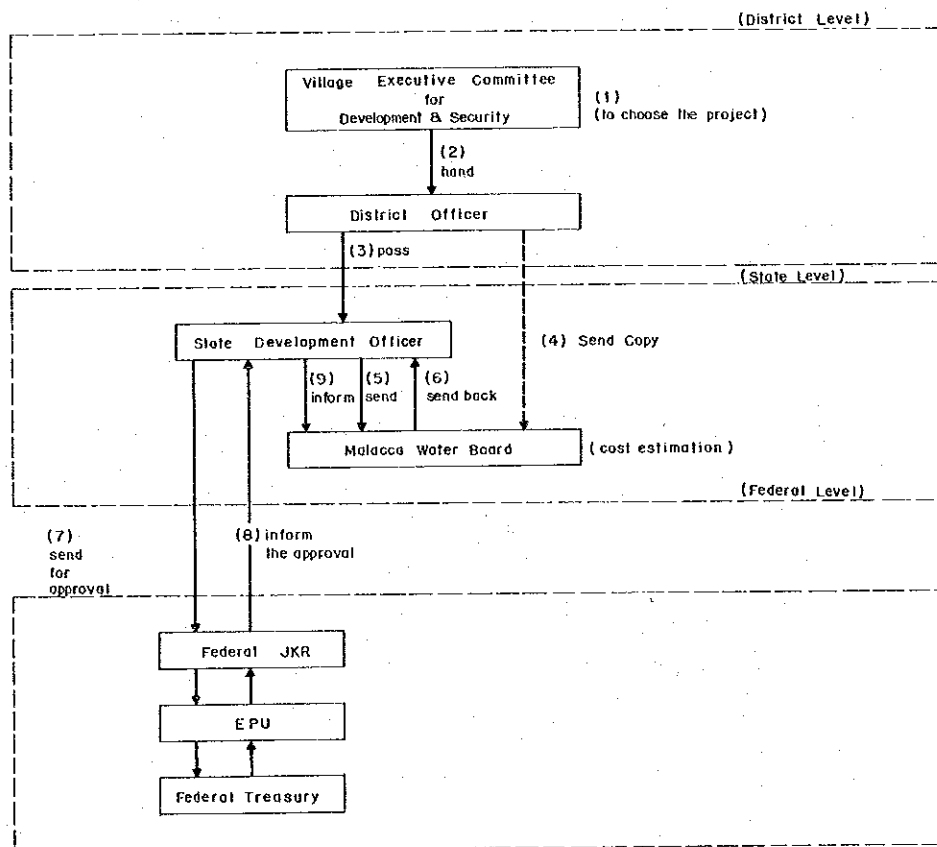 (District Level)
Village Executive Committee
for
Development & Security
(1)
(to choose the project)
(2)
hand
District Officer
(3) pass
(State Level)
State Development Officer
(4) Send Copy
(9)
inform
(5)
send
(6)
send back
Malacca Water Board
(cost estimation)
(Federal Level)
(7)
send
for
approval
(8) inform
the approval
Federal JKR
EPU
Federal Treasury